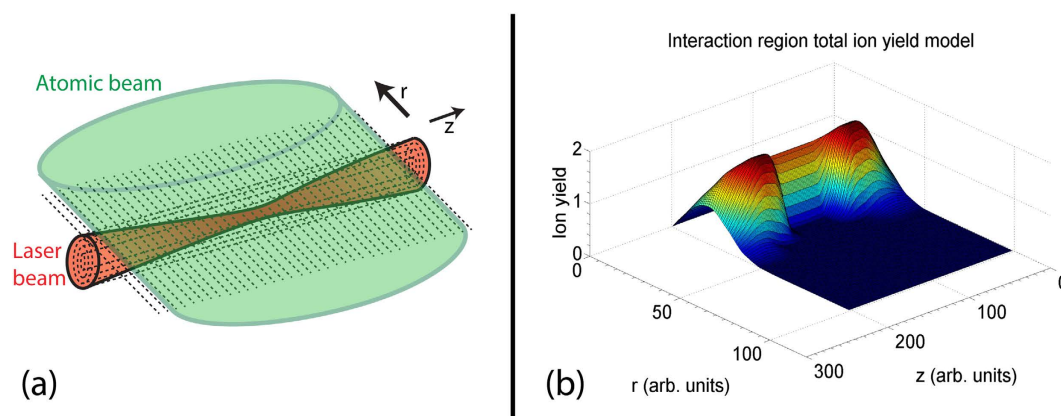 Atomic beam
r
z
Laser
beam
(a)
Interaction region total ion yield model
Ion yield
2
1
0
0
50
100
300
200
100
0
r (arb. units)
z (arb. units)
(b)